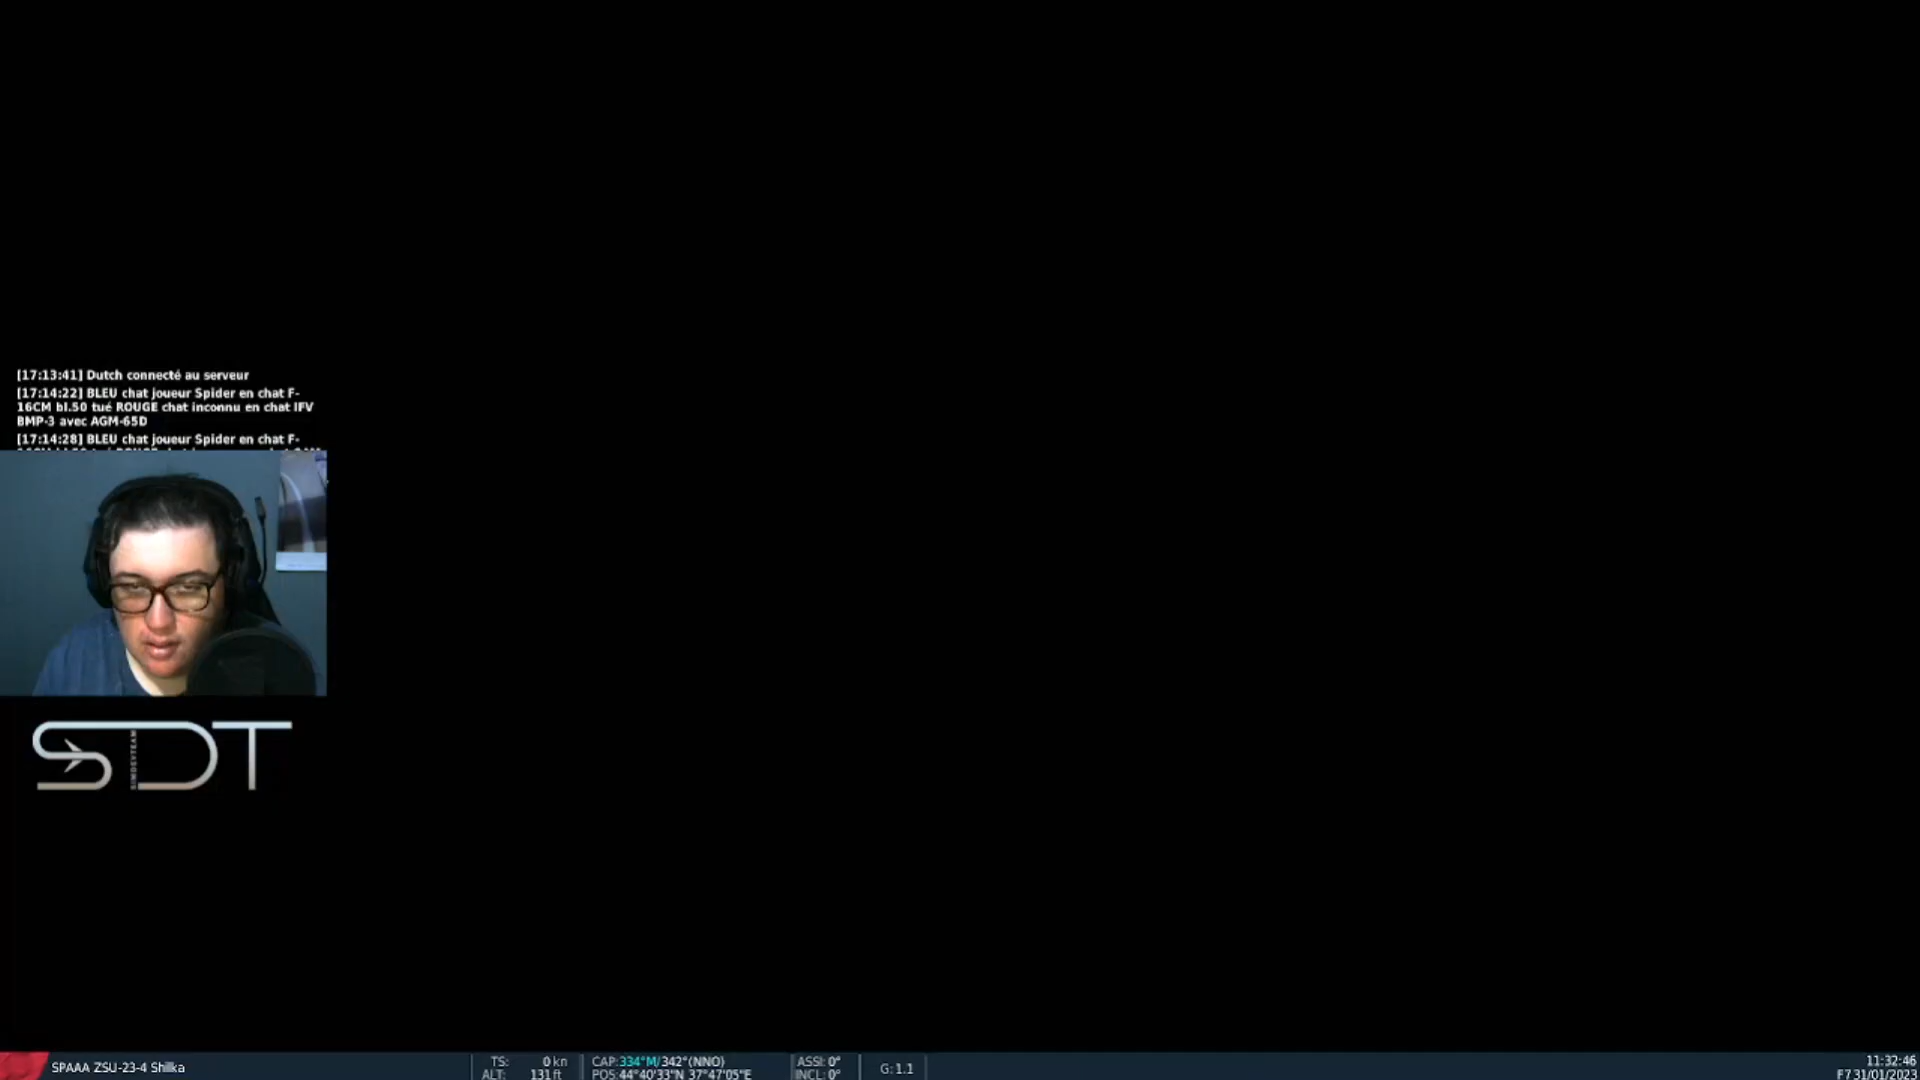 [17:13:41] Dutch connecté au serveur
[17:14:22] BLEU chat joueur Spider en chat F-
16CM bl.50 tué ROUGE chat inconnu en chat IFV
BMP-3 avec AGM-65D
[17:14:28] BLEU chat joueur Spider en chat F-
SDT
SIMDEVTEAM
SPAAA ZSU-23-4 Shilka
TS: 0 kn
ALT: 131 ft
CAP:334°M/342°(NNO)
POS:44°40'33"N 37°47'05"E
ASSI: 0°
INCL: 0°
G: 1.1
11:32:46
F7 31/01/2023